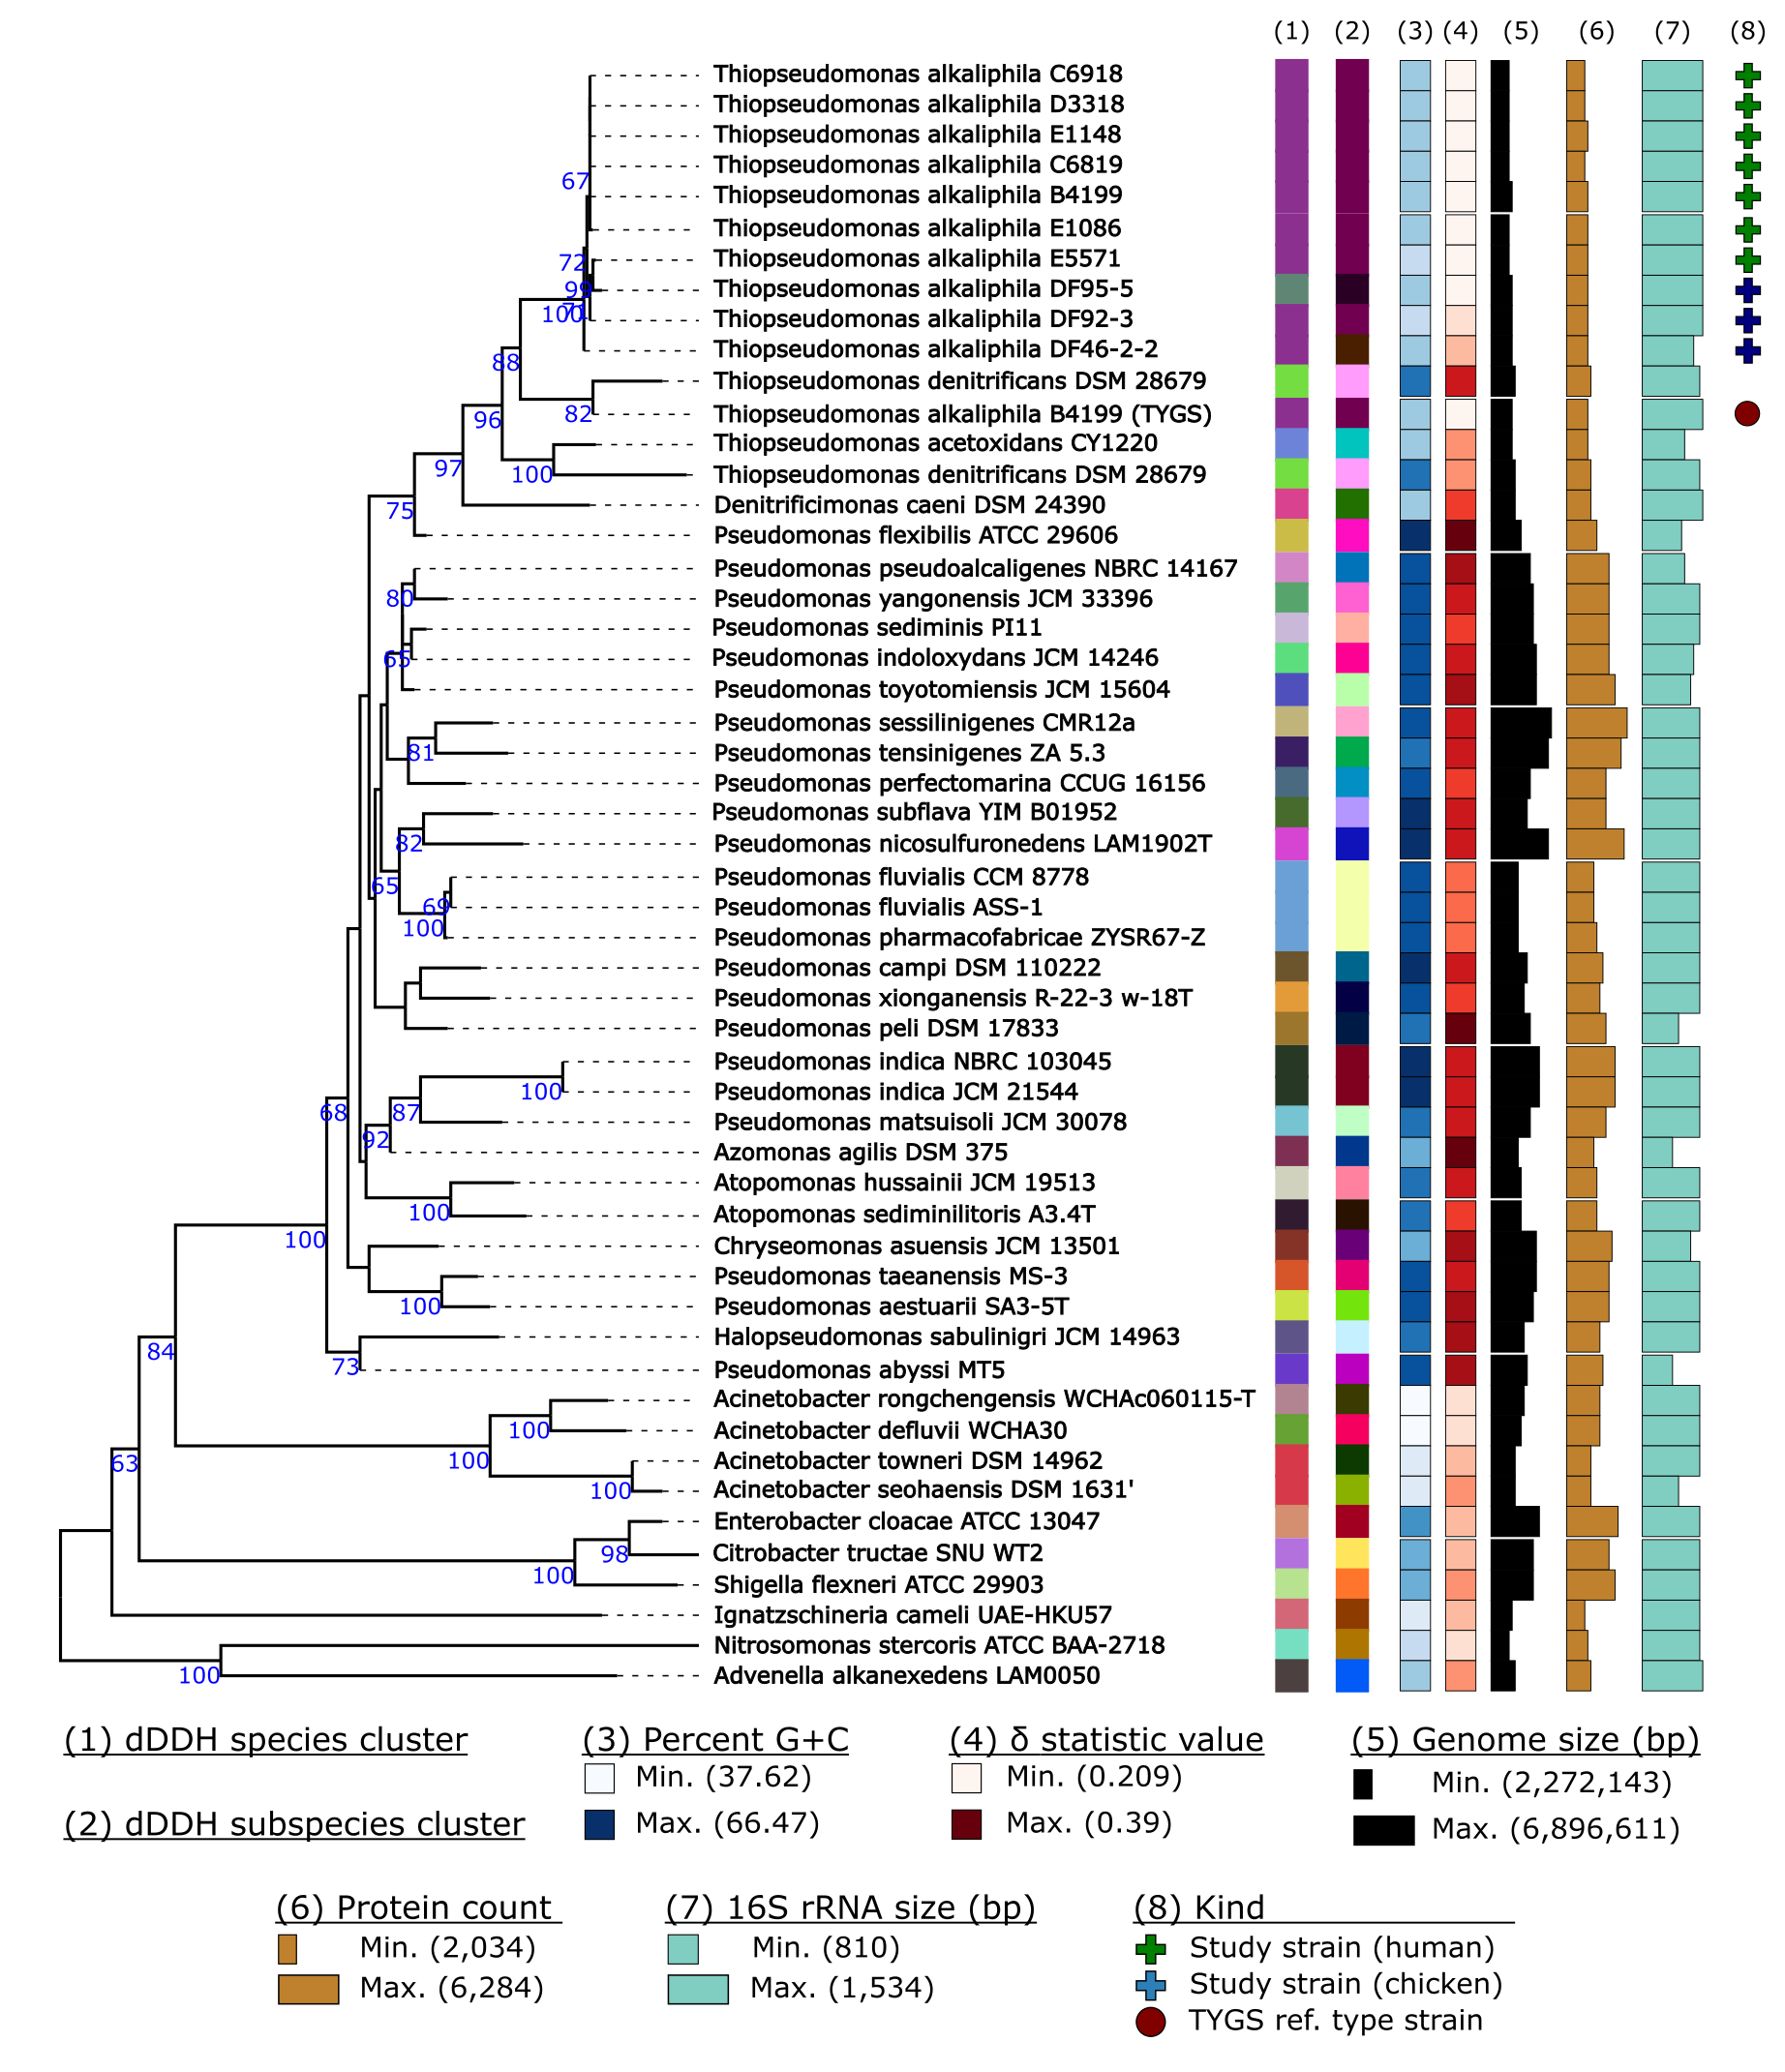 (1) (2) (3) (4) (5) (6) (7) (8)
Thiopseudomonas alkaliphila C6918
Thiopseudomonas alkaliphila D3318
Thiopseudomonas alkaliphila E1148
Thiopseudomonas alkaliphila C6819
67
Thiopseudomonas alkaliphila B4199
Thiopseudomonas alkaliphila E1086
Thiopseudomonas alkaliphila E5571
72
Thiopseudomonas alkaliphila DF95-5
99
Thiopseudomonas alkaliphila DF92-3
100
71
Thiopseudomonas alkaliphila DF46-2-2
88
Thiopseudomonas denitrificans DSM 28679
Thiopseudomonas alkaliphila B4199 (TYGS)
82
96
Thiopseudomonas acetoxidans CY1220
Thiopseudomonas denitrificans DSM 28679
97
100
Denitrificimonas caeni DSM 24390
75
Pseudomonas flexibilis ATCC 29606
Pseudomonas pseudoalcaligenes NBRC 14167
Pseudomonas yangonensis JCM 33396
80
Pseudomonas sediminis PI11
Pseudomonas indoloxydans JCM 14246
65
Pseudomonas toyotomiensis JCM 15604
Pseudomonas sessilinigenes CMR12a
Pseudomonas tensinigenes ZA 5.3
81
Pseudomonas perfectomarina CCUG 16156
Pseudomonas subflava YIM B01952
Pseudomonas nicosulfuronedens LAM1902T
82
Pseudomonas fluvialis CCM 8778
65
Pseudomonas fluvialis ASS-1
69
Pseudomonas pharmacofabricae ZYSR67-Z
100
Pseudomonas campi DSM 110222
Pseudomonas xionganensis R-22-3 w-18T
Pseudomonas peli DSM 17833
Pseudomonas indica NBRC 103045
Pseudomonas indica JCM 21544
100
Pseudomonas matsuisoli JCM 30078
68
87
Azomonas agilis DSM 375
92
Atopomonas hussainii JCM 19513
Atopomonas sediminilitoris A3.4T
100
Chryseomonas asuensis JCM 13501
100
Pseudomonas taeanensis MS-3
Pseudomonas aestuarii SA3-5T
100
Halopseudomonas sabulinigri JCM 14963
84
Pseudomonas abyssi MT5
73
Acinetobacter rongchengensis WCHAc060115-T
Acinetobacter defluvii WCHA30
100
Acinetobacter towneri DSM 14962
63
100
Acinetobacter seohaensis DSM 1631'
100
Enterobacter cloacae ATCC 13047
Citrobacter tructae SNU WT2
98
Shigella flexneri ATCC 29903
100
Ignatzschineria cameli UAE-HKU57
Nitrosomonas stercoris ATCC BAA-2718
Advenella alkanexedens LAM0050
100
(1) dDDH species cluster
(2) dDDH subspecies cluster
(3) Percent G+C
Min. (37.62)
Max. (66.47)
(4) δ statistic value
Min. (0.209)
Max. (0.39)
(5) Genome size (bp)
Min. (2,272,143)
Max. (6,896,611)
(6) Protein count
Min. (2,034)
Max. (6,284)
(7) 16S rRNA size (bp)
Min. (810)
Max. (1,534)
(8) Kind
Study strain (human)
Study strain (chicken)
TYGS ref. type strain